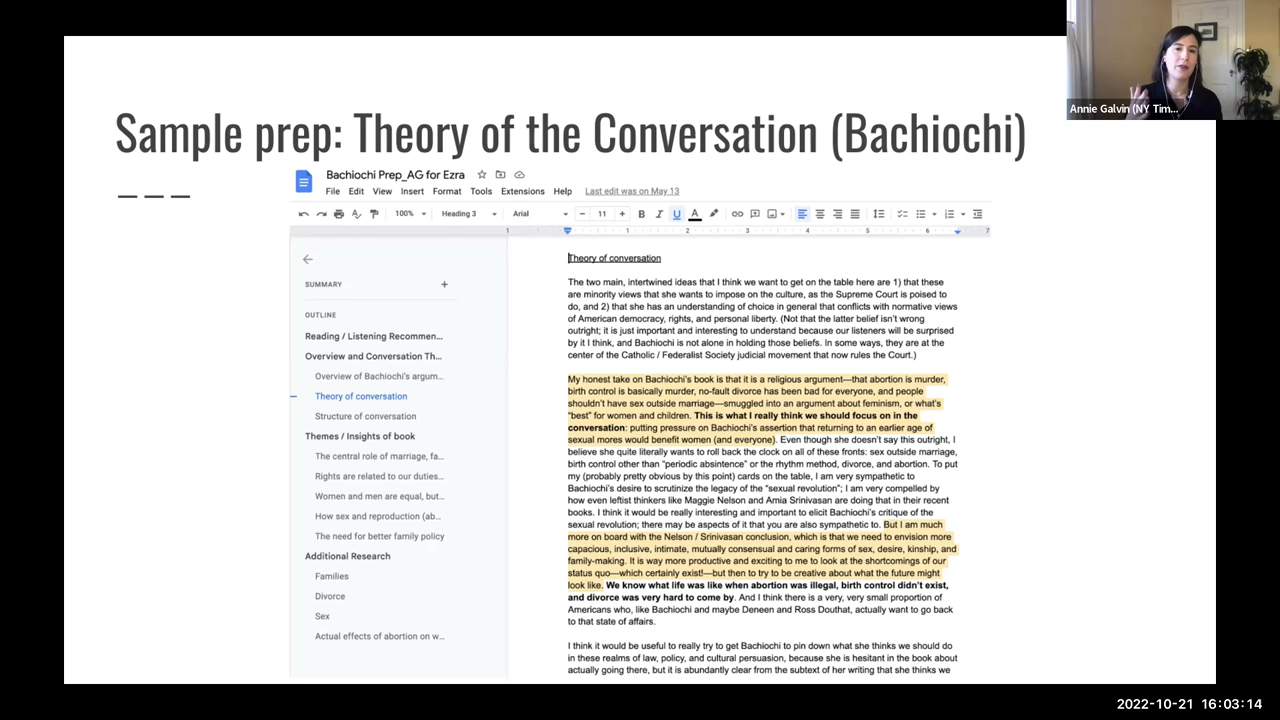 Annie Galvin (NY Tim...
Sample prep: Theory of the Conversation (Bachiochi)
Bachiochi Prep_AG for Ezra
File Edit View Insert Format Tools Extensions Help Last edit was on May 13
100% Heading 3 Arial 11 B I U A
1 1 2 3 4 5 6 7
SUMMARY
OUTLINE
Reading / Listening Recommen...
Overview and Conversation Th...
Overview of Bachiochi's argum...
Theory of conversation
Structure of conversation
Themes / Insights of book
The central role of marriage, fa...
Rights are related to our duties...
Women and men are equal, but...
How sex and reproduction (ab...
The need for better family policy
Additional Research
Families
Divorce
Sex
Actual effects of abortion on w...
Theory of conversation
The two main, intertwined ideas that I think we want to get on the table here are 1) that these
are minority views that she wants to impose on the culture, as the Supreme Court is poised to
do, and 2) that she has an understanding of choice in general that conflicts with normative views
of American democracy, rights, and personal liberty. (Not that the latter belief isn't wrong
outright; it is just important and interesting to understand because our listeners will be surprised
by it I think, and Bachiochi is not alone in holding those beliefs. In some ways, they are at the
center of the Catholic / Federalist Society judicial movement that now rules the Court.)
My honest take on Bachiochi's book is that it is a religious argument—that abortion is murder,
birth control is basically murder, no-fault divorce has been bad for everyone, and people
shouldn't have sex outside marriage—smuggled into an argument about feminism, or what's
"best" for women and children. This is what I really think we should focus on in the
conversation: putting pressure on Bachiochi's assertion that returning to an earlier age of
sexual mores would benefit women (and everyone). Even though she doesn't say this outright, I
believe she quite literally wants to roll back the clock on all of these fronts: sex outside marriage,
birth control other than "periodic absintence" or the rhythm method, divorce, and abortion. To put
my (probably pretty obvious by this point) cards on the table, I am very sympathetic to
Bachiochi's desire to scrutinize the legacy of the "sexual revolution"; I am very compelled by
how even leftist thinkers like Maggie Nelson and Amia Srinivasan are doing that in their recent
books. I think it would be really interesting and important to elicit Bachiochi's critique of the
sexual revolution; there may be aspects of it that you are also sympathetic to. But I am much
more on board with the Nelson / Srinivasan conclusion, which is that we need to envision more
capacious, inclusive, intimate, mutually consensual and caring forms of sex, desire, kinship, and
family-making. It is way more productive and exciting to me to look at the shortcomings of our
status quo—which certainly exist!—but then to try to be creative about what the future might
look like. We know what life was like when abortion was illegal, birth control didn't exist,
and divorce was very hard to come by. And I think there is a very, very small proportion of
Americans who, like Bachiochi and maybe Deneen and Ross Douthat, actually want to go back
to that state of affairs.
I think it would be useful to really try to get Bachiochi to pin down what she thinks we should do
in these realms of law, policy, and cultural persuasion, because she is hesitant in the book about
actually going there, but it is abundantly clear from the subtext of her writing that she thinks we
2022-10-21 16:03:14